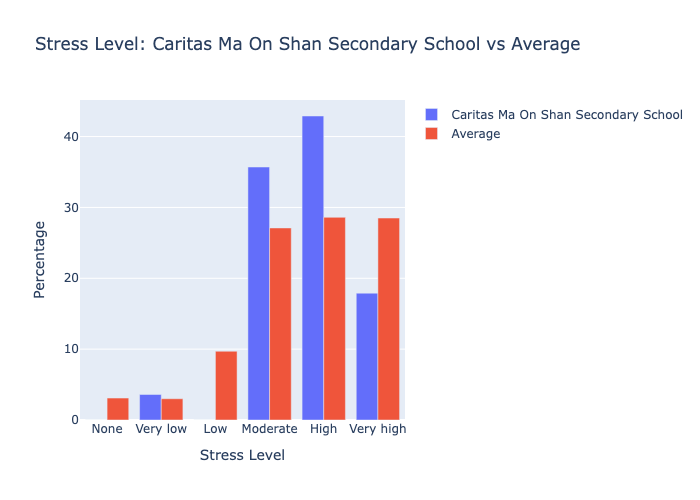 Stress Level: Caritas Ma On Shan Secondary School vs Average
Caritas Ma On Shan Secondary School
Average
Percentage
40
30
20
10
0
None Very low Low Moderate High Very high
Stress Level